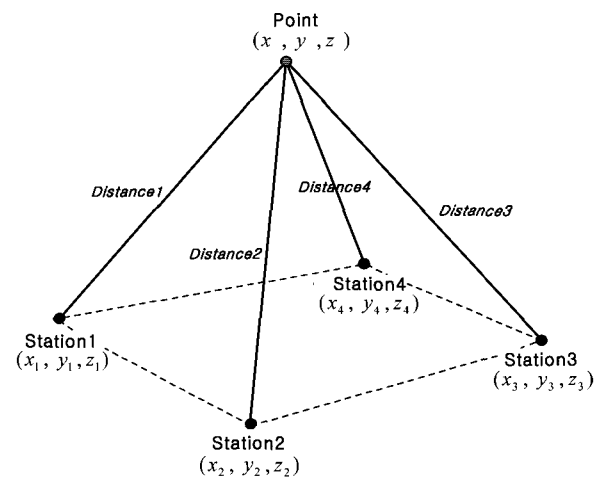 Point
(x , y ,z)
Distance1
Distance4
Distance3
Distance2
Station4
(x₄, y₄,z₄)
Station1
(x₁, y₁,z₁)
Station3
(x₃, y₃,z₃)
Station2
(x₂, y₂,z₂)